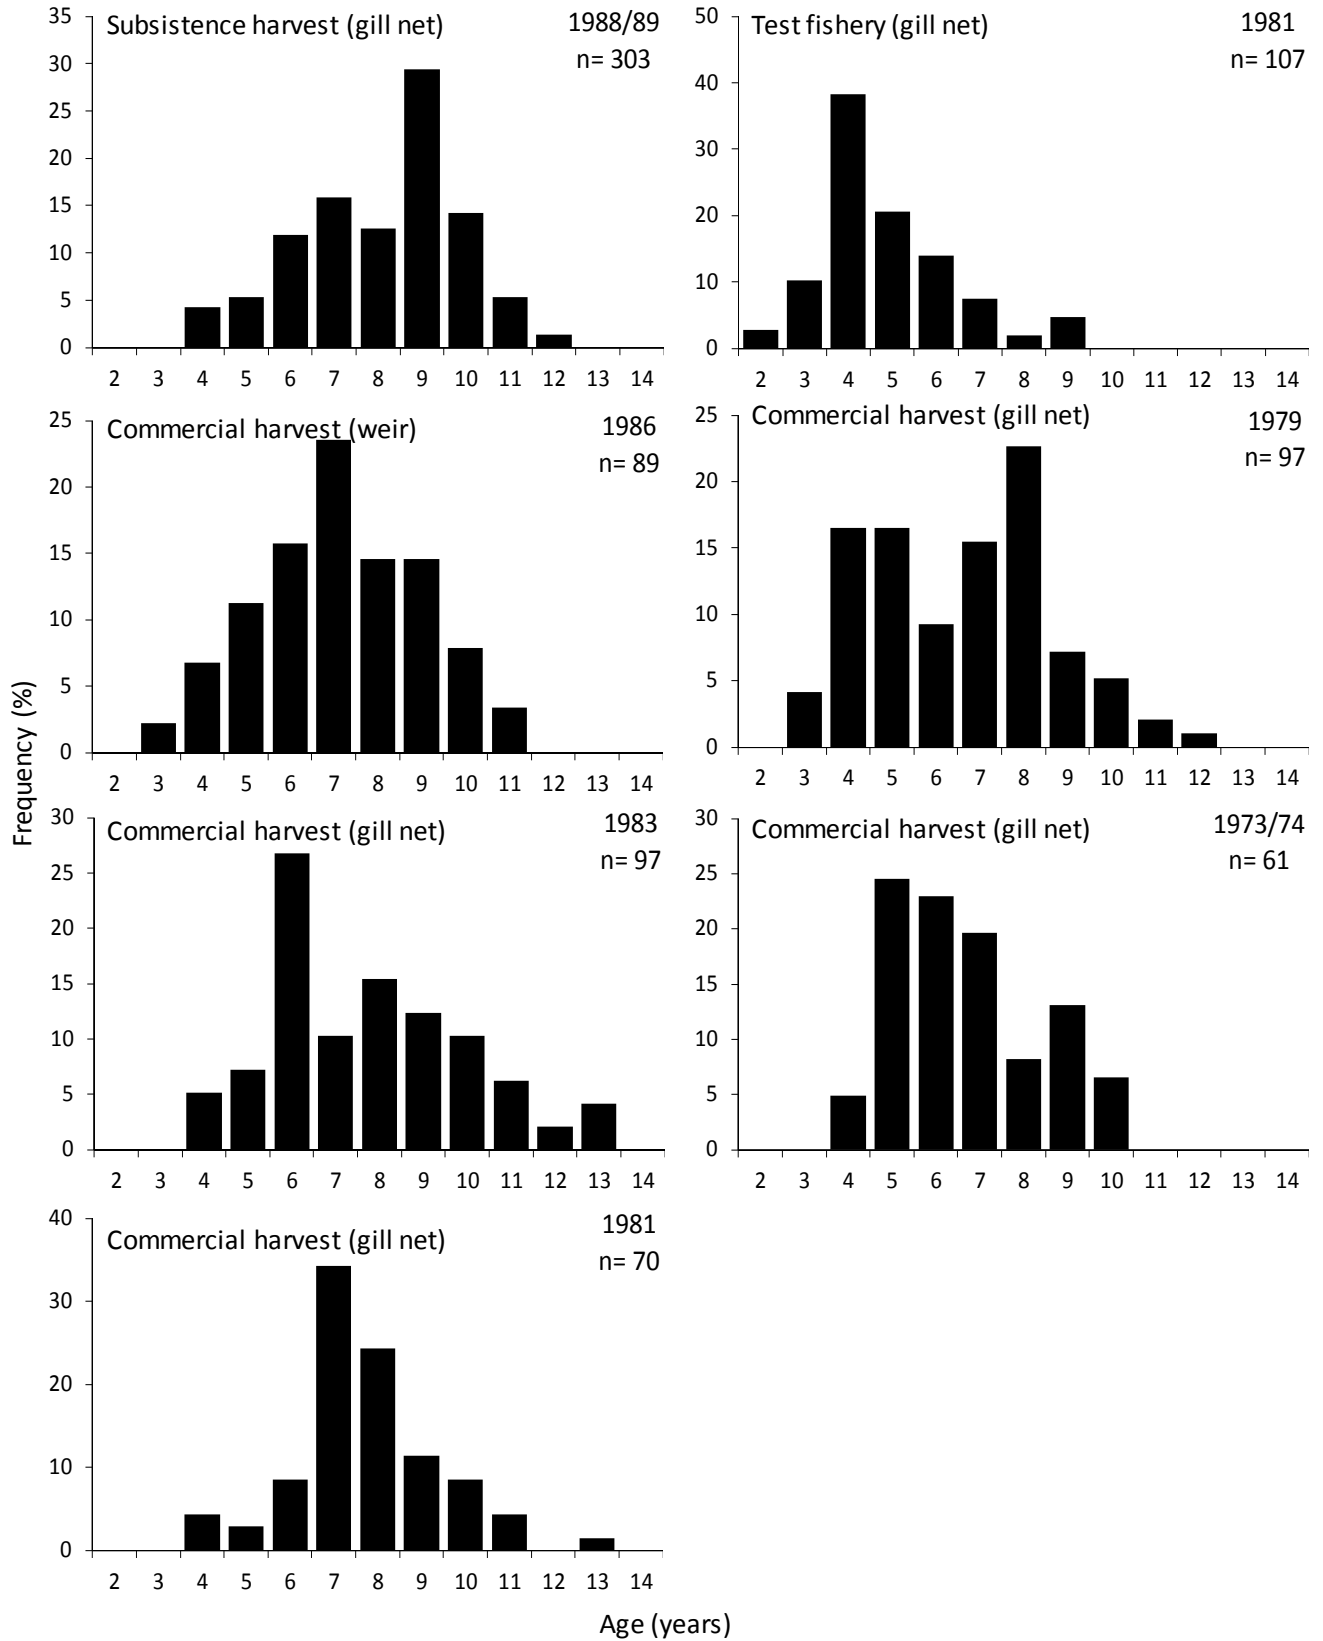 Subsistence harvest (gill net)
1988/89
n= 303
35
30
25
20
15
10
5
0
2 3 4 5 6 7 8 9 10 11 12 13 14
Test fishery (gill net)
1981
n= 107
50
40
30
20
10
0
2 3 4 5 6 7 8 9 10 11 12 13 14
Commercial harvest (weir)
1986
n= 89
25
20
15
10
5
0
2 3 4 5 6 7 8 9 10 11 12 13 14
Commercial harvest (gill net)
1979
n= 97
25
20
15
10
5
0
2 3 4 5 6 7 8 9 10 11 12 13 14
Frequency (%)
Commercial harvest (gill net)
1983
n= 97
30
25
20
15
10
5
0
2 3 4 5 6 7 8 9 10 11 12 13 14
Commercial harvest (gill net)
1973/74
n= 61
30
25
20
15
10
5
0
2 3 4 5 6 7 8 9 10 11 12 13 14
Commercial harvest (gill net)
1981
n= 70
40
30
20
10
0
2 3 4 5 6 7 8 9 10 11 12 13 14
Age (years)